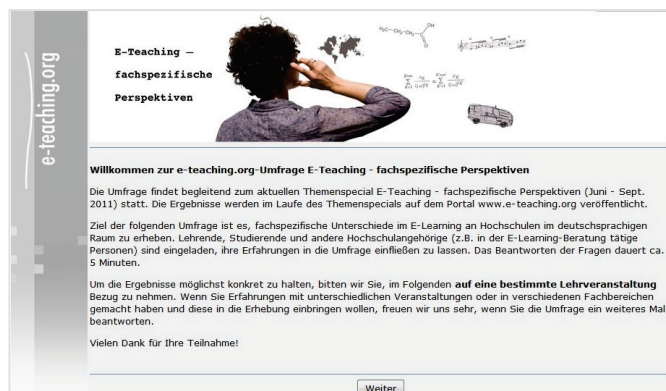 e-teaching.org
E-Teaching –
fachspezifische
Perspektiven
Willkommen zur e-teaching.org-Umfrage E-Teaching - fachspezifische Perspektiven
Die Umfrage findet begleitend zum aktuellen Themenspecial E-Teaching - fachspezifische Perspektiven (Juni - Sept.
2011) statt. Die Ergebnisse werden im Laufe des Themenspecials auf dem Portal www.e-teaching.org veröffentlicht.
Ziel der folgenden Umfrage ist es, fachspezifische Unterschiede im E-Learning an Hochschulen im deutschsprachigen
Raum zu erheben. Lehrende, Studierende und andere Hochschulangehörige (z.B. in der E-Learning-Beratung tätige
Personen) sind eingeladen, ihre Erfahrungen in die Umfrage einfließen zu lassen. Das Beantworten der Fragen dauert ca.
5 Minuten.
Um die Ergebnisse möglichst konkret zu halten, bitten wir Sie, im Folgenden auf eine bestimmte Lehrveranstaltung
Bezug zu nehmen. Wenn Sie Erfahrungen mit unterschiedlichen Veranstaltungen oder in verschiedenen Fachbereichen
gemacht haben und diese in die Erhebung einbringen wollen, freuen wir uns sehr, wenn Sie die Umfrage ein weiteres Mal
beantworten.
Vielen Dank für Ihre Teilnahme!
Weiter